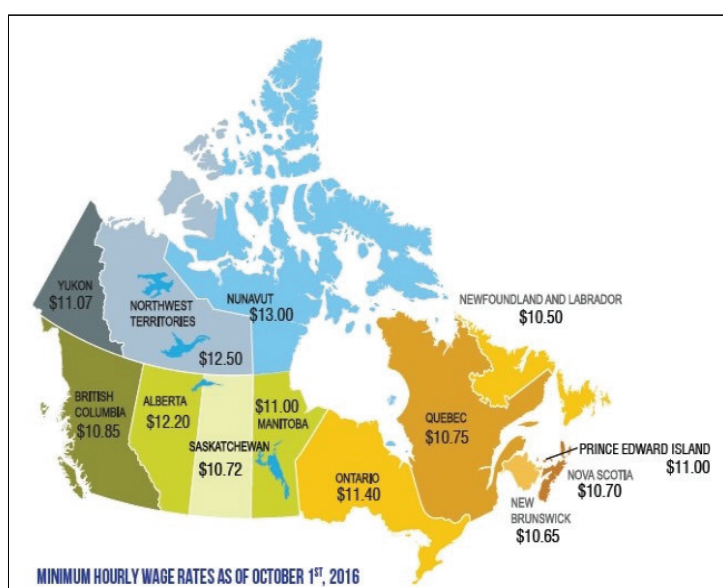 YUKON
$11.07
NORTHWEST
TERRITORIES
$12.50
NUNAVUT
$13.00
NEWFOUNDLAND AND LABRADOR
$10.50
BRITISH
COLUMBIA
$10.85
ALBERTA
$12.20
SASKATCHEWAN
$10.72
$11.00
MANITOBA
ONTARIO
$11.40
QUEBEC
$10.75
PRINCE EDWARD ISLAND
$11.00
NOVA SCOTIA
$10.70
NEW
BRUNSWICK
$10.65
MINIMUM HOURLY WAGE RATES AS OF OCTOBER 1ST, 2016